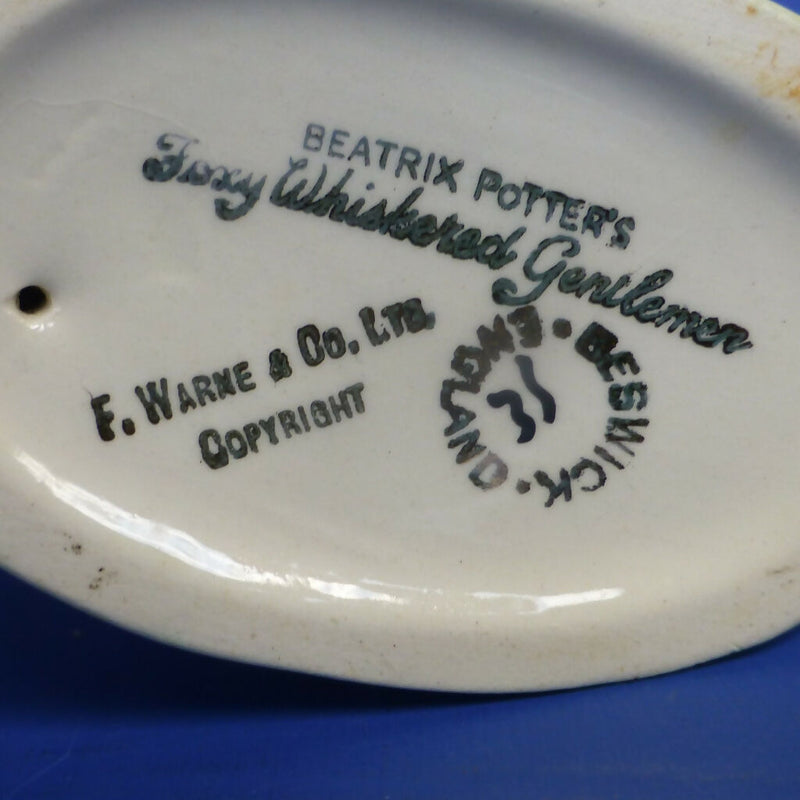 BEATRIX POTTER'S
Foxy Whiskered Gentlemen
F. WARNE & CO. LTD.
COPYRIGHT
BESWICK · ENGLAND ·